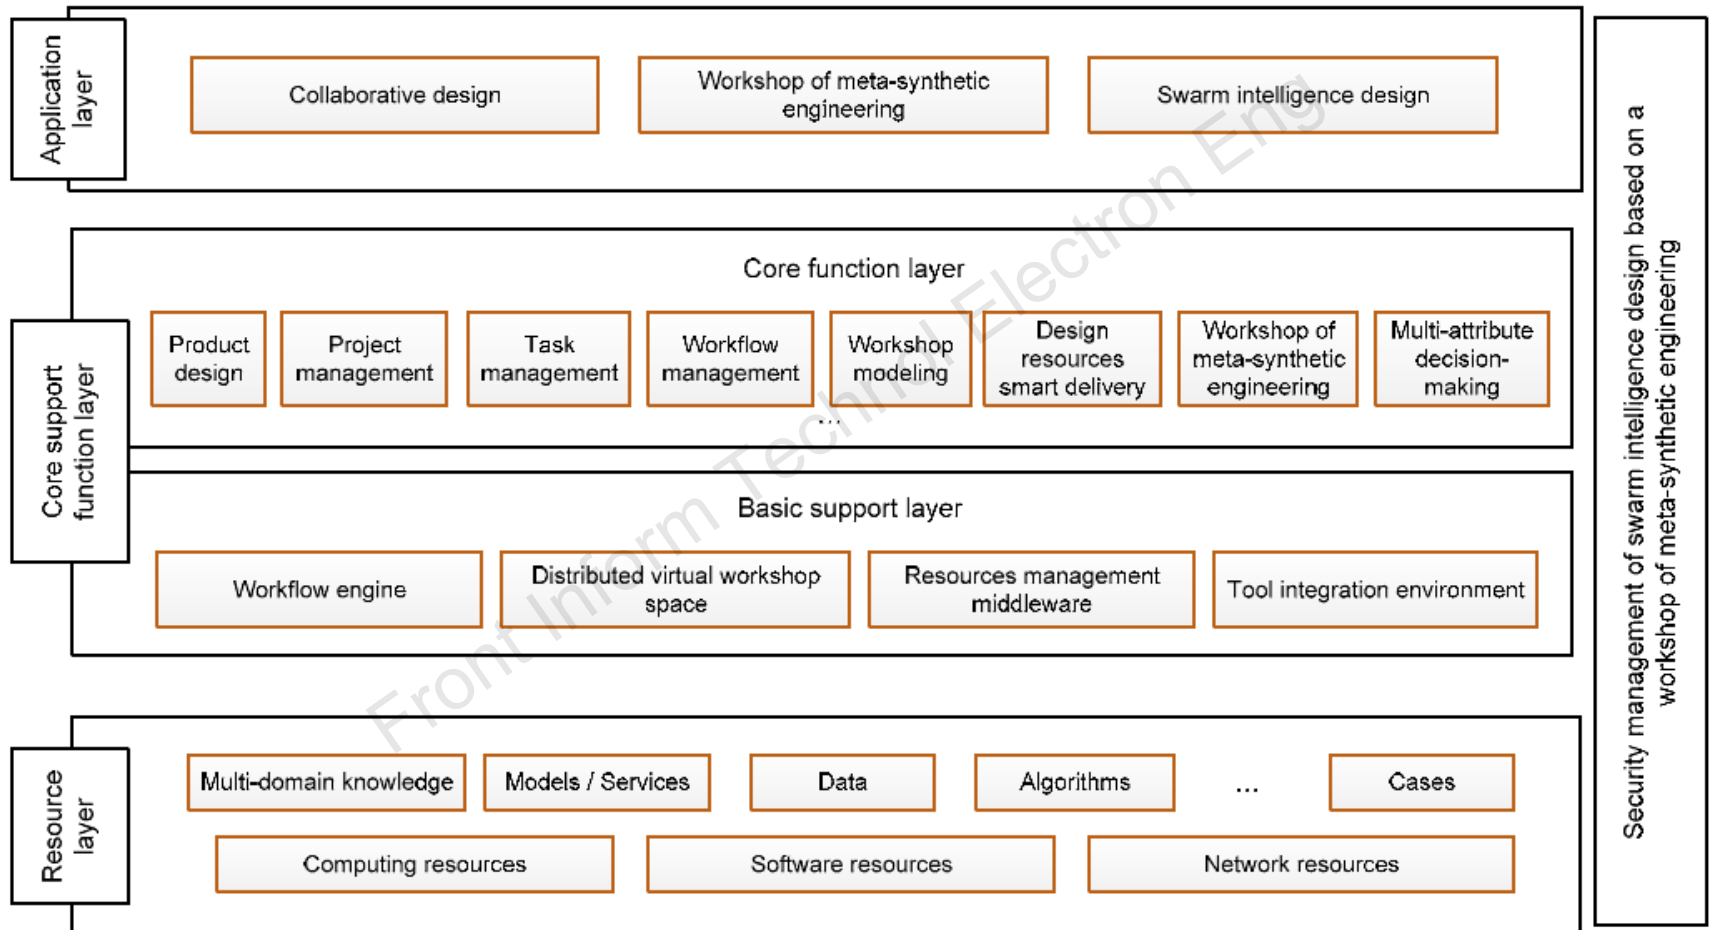 Application
layer
Collaborative design
Workshop of meta-synthetic
engineering
Swarm intelligence design
Core support
function layer
Core function layer
Product
design
Project
management
Task
management
Workflow
management
Workshop
modeling
Design
resources
smart delivery
Workshop of
meta-synthetic
engineering
Multi-attribute
decision-
making
...
Basic support layer
Workflow engine
Distributed virtual workshop
space
Resources management
middleware
Tool integration environment
Resource
layer
Multi-domain knowledge
Models / Services
Data
Algorithms
...
Cases
Computing resources
Software resources
Network resources
Security management of swarm intelligence design based on a
workshop of meta-synthetic engineering
Front Inform Technol Electron Eng